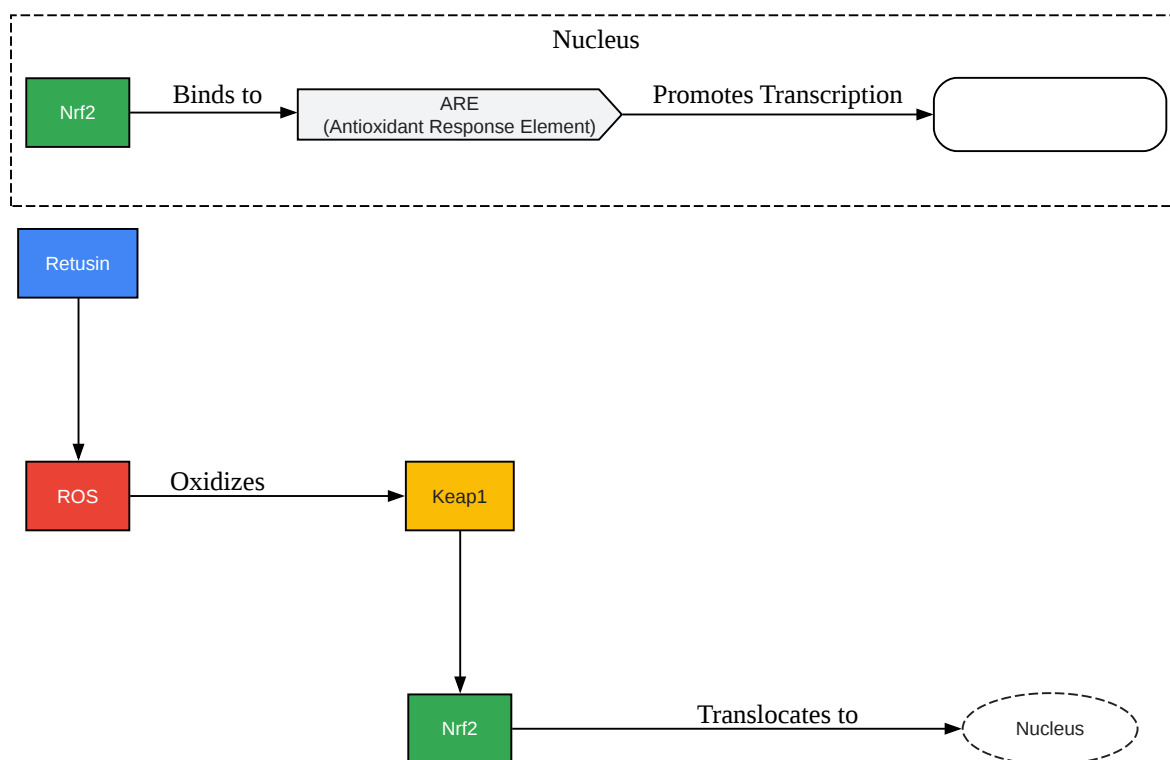 Nucleus
Nrf2
Binds to
ARE
(Antioxidant Response Element)
Promotes Transcription
Retusin
ROS
Oxidizes
Keap1
Nrf2
Translocates to
Nucleus